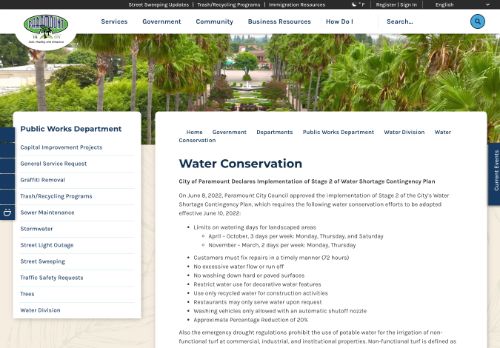 Street Sweeping Updates | Trash/Recycling Programs | Immigration Resources
°F
Register | Sign In
English
PARAMOUNT
Services
Government
Community
Business Resources
How Do I
Search...
Public Works Department
Capital Improvement Projects
General Service Request
Graffiti Removal
Trash/Recycling Programs
Sewer Maintenance
Stormwater
Street Light Outage
Street Sweeping
Traffic Safety Requests
Trees
Water Division
Home Government Departments Public Works Department Water Division Water
Conservation
Water Conservation
City of Paramount Declares Implementation of Stage 2 of Water Shortage Contingency Plan
On June 8, 2022, Paramount City Council approved the implementation of Stage 2 of the City's Water
Shortage Contingency Plan, which requires the following water conservation efforts to be adopted
effective June 10, 2022:
• Limits on watering days for landscaped areas
April – October, 3 days per week: Monday, Thursday, and Saturday
November – March, 2 days per week: Monday, Thursday
• Customers must fix repairs in a timely manner (72 hours)
• No excessive water flow or run off
• No washing down hard or paved surfaces
• Restrict water use for decorative water features
• Use only recycled water for construction activities
• Restaurants may only serve water upon request
• Washing vehicles only allowed with an automatic shutoff nozzle
• Approximate Percentage Reduction of 20%
Also the emergency drought regulations prohibit the use of potable water for the irrigation of non-
functional turf at commercial, industrial, and institutional properties. Non-functional turf is defined as
Current Events